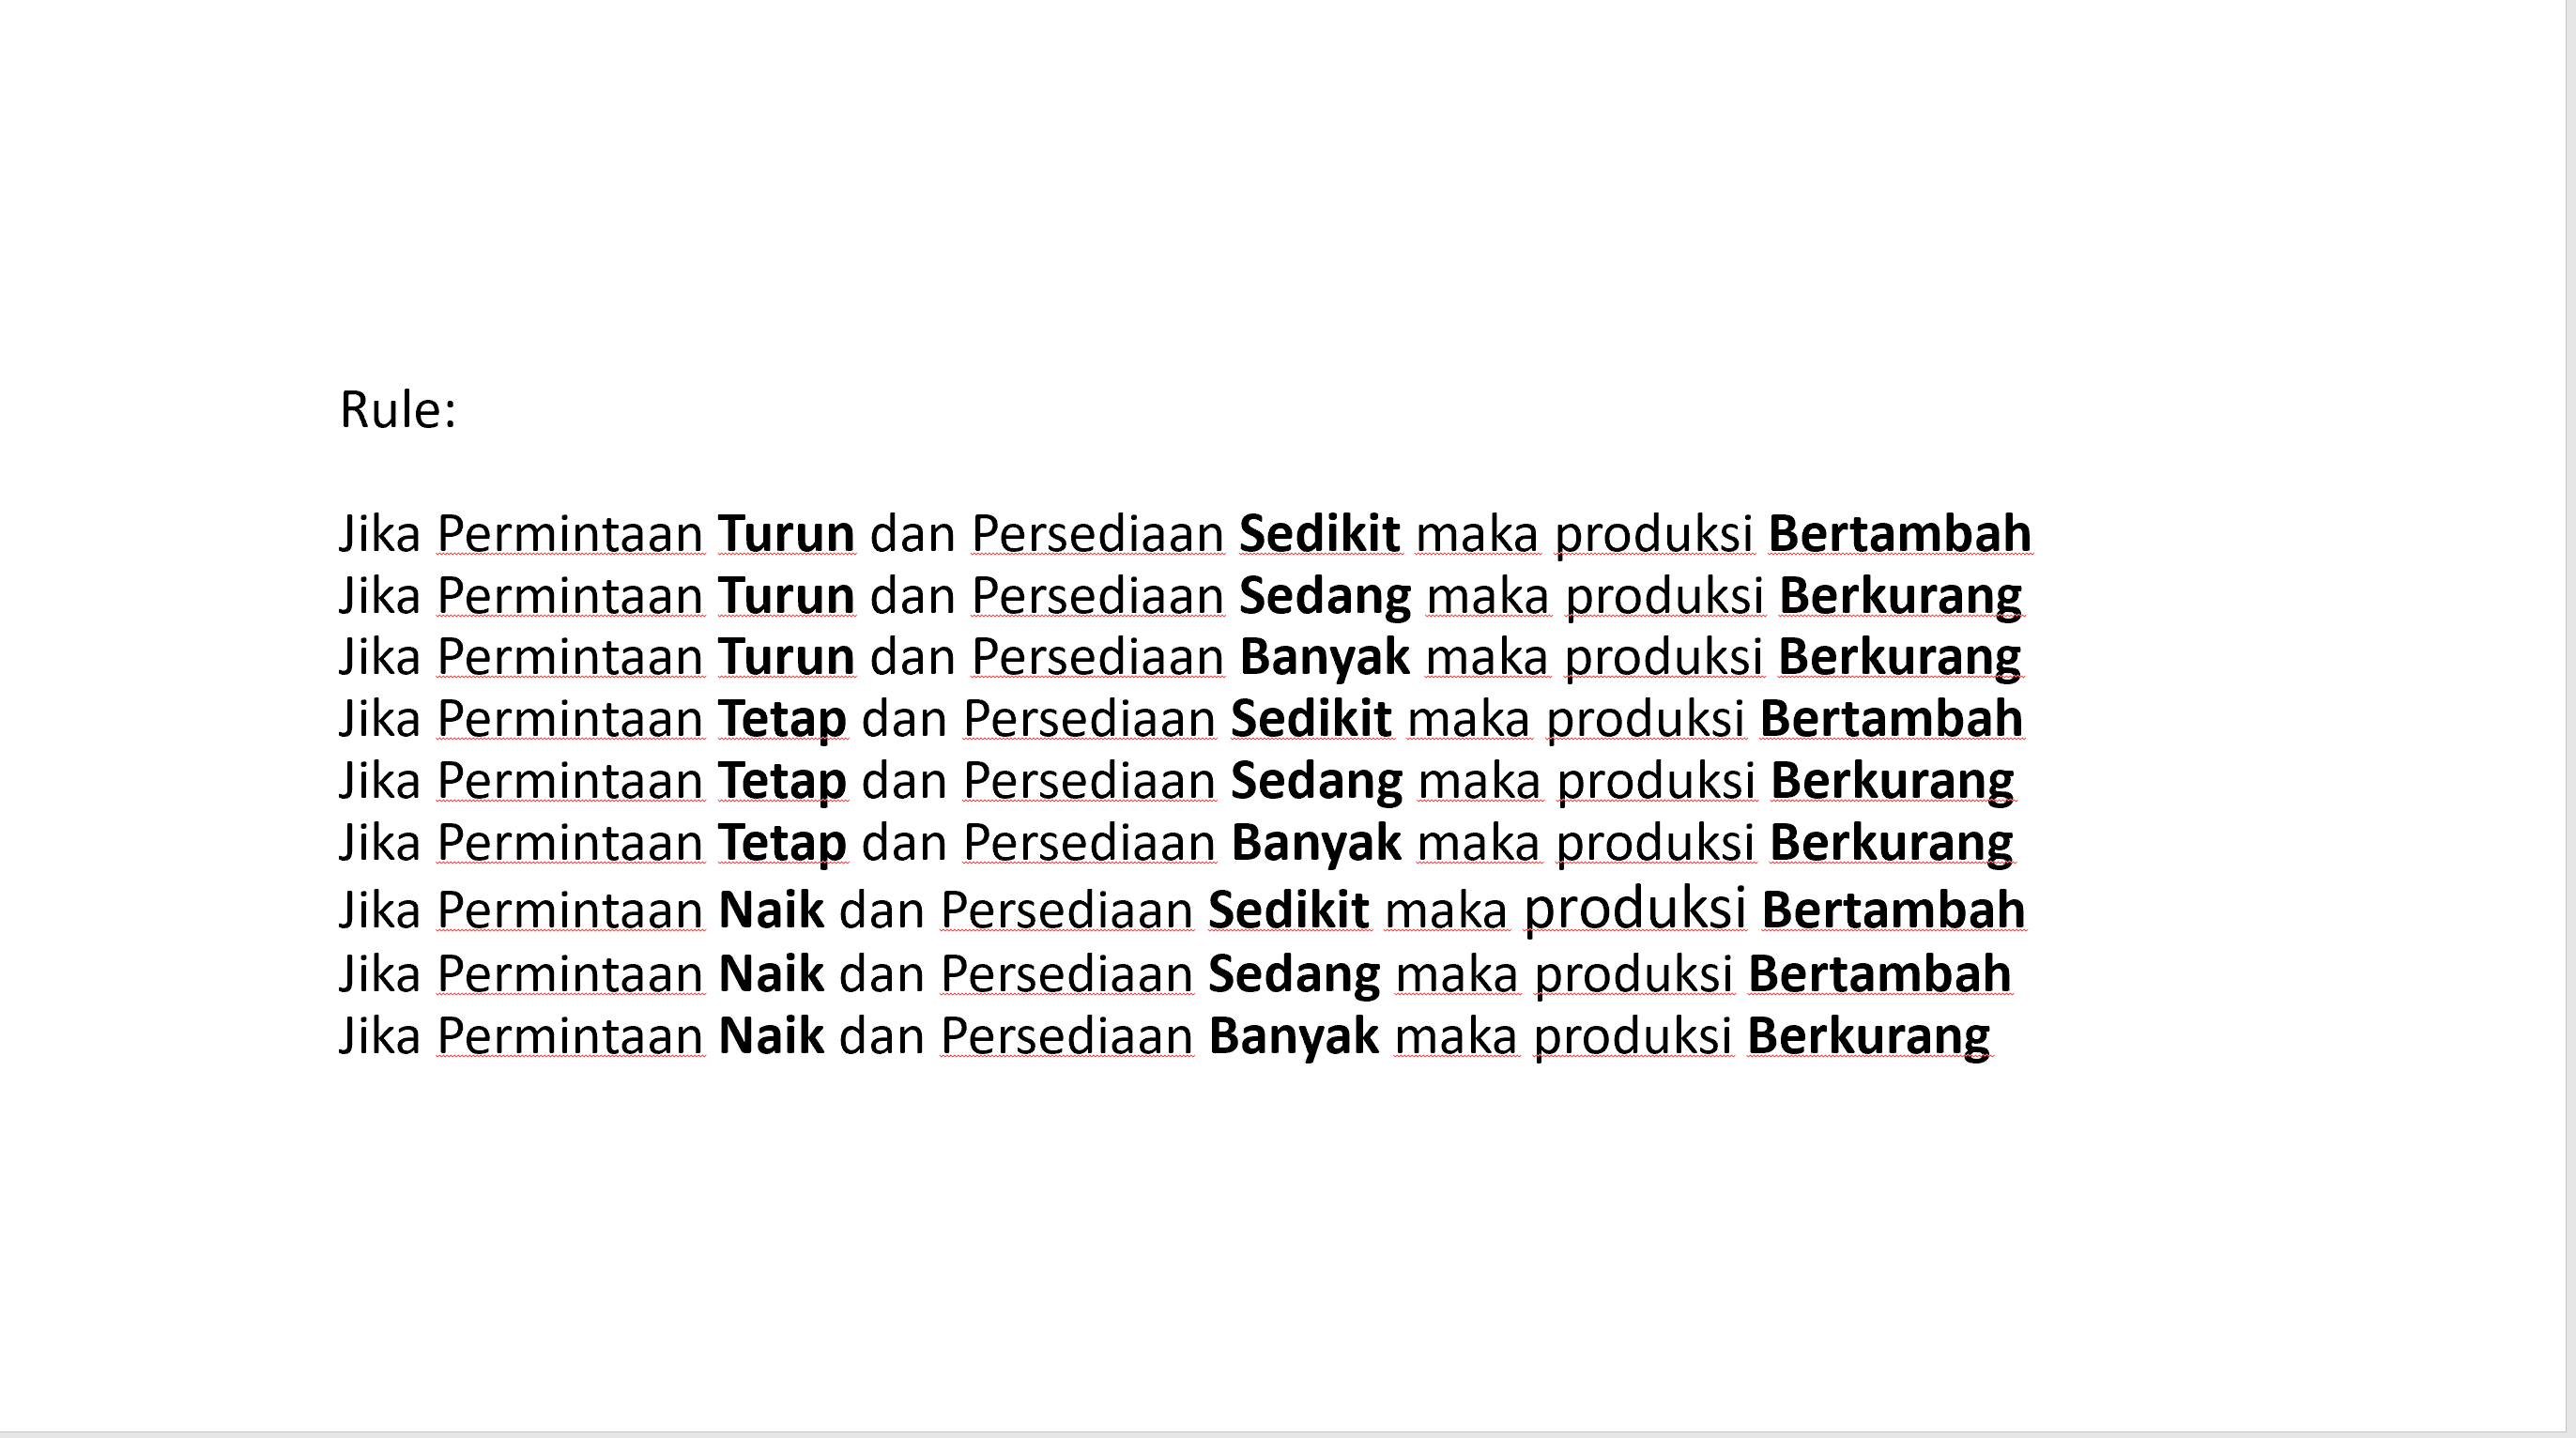 Rule:
Jika Permintaan Turun dan Persediaan Sedikit maka produksi Bertambah
Jika Permintaan Turun dan Persediaan Sedang maka produksi Berkurang
Jika Permintaan Turun dan Persediaan Banyak maka produksi Berkurang
Jika Permintaan Tetap dan Persediaan Sedikit maka produksi Bertambah
Jika Permintaan Tetap dan Persediaan Sedang maka produksi Berkurang
Jika Permintaan Tetap dan Persediaan Banyak maka produksi Berkurang
Jika Permintaan Naik dan Persediaan Sedikit maka produksi Bertambah
Jika Permintaan Naik dan Persediaan Sedang maka produksi Bertambah
Jika Permintaan Naik dan Persediaan Banyak maka produksi Berkurang